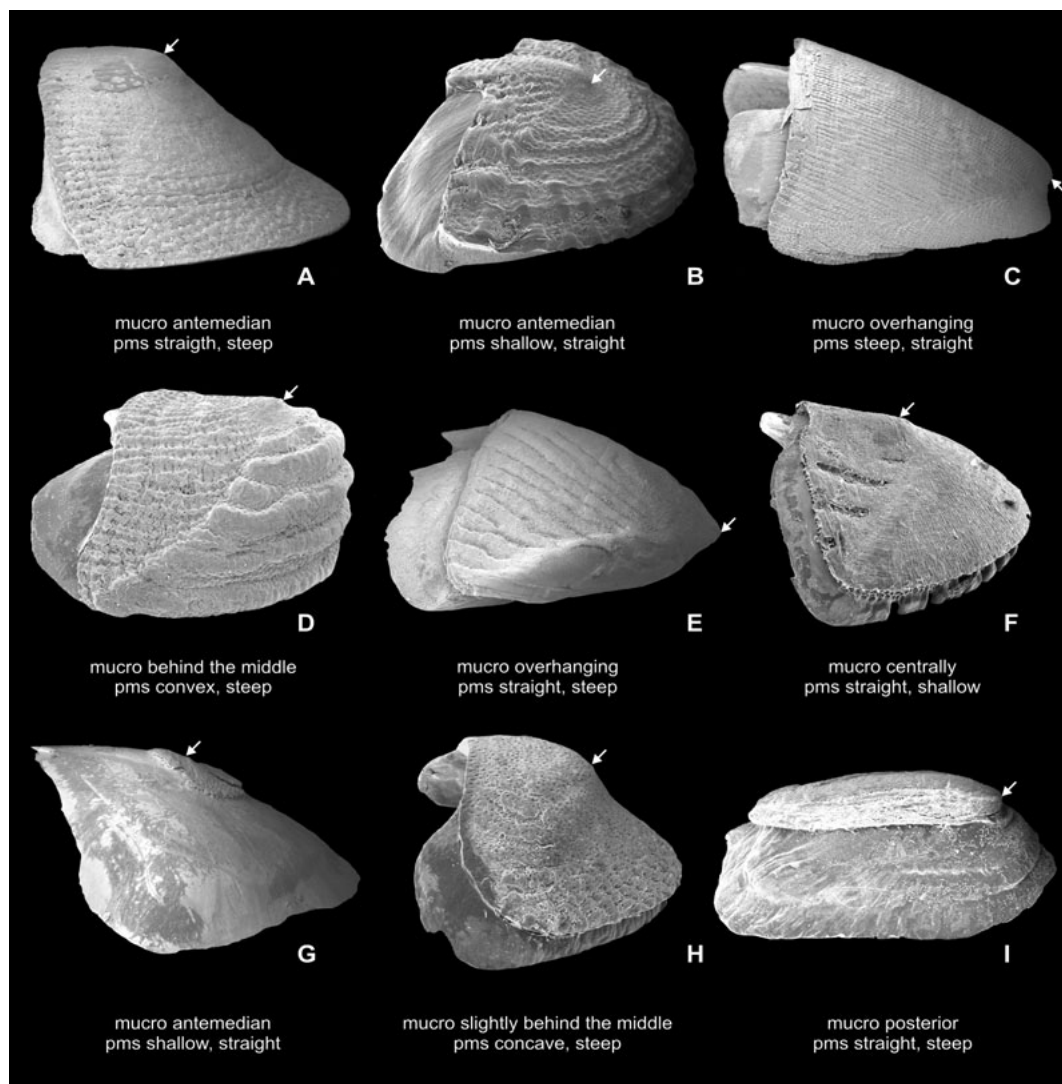 A
mucro antemedian
pms straigth, steep
B
mucro antemedian
pms shallow, straight
C
mucro overhanging
pms steep, straight
D
mucro behind the middle
pms convex, steep
E
mucro overhanging
pms straight, steep
F
mucro centrally
pms straight, shallow
G
mucro antemedian
pms shallow, straight
H
mucro slightly behind the middle
pms concave, steep
I
mucro posterior
pms straight, steep